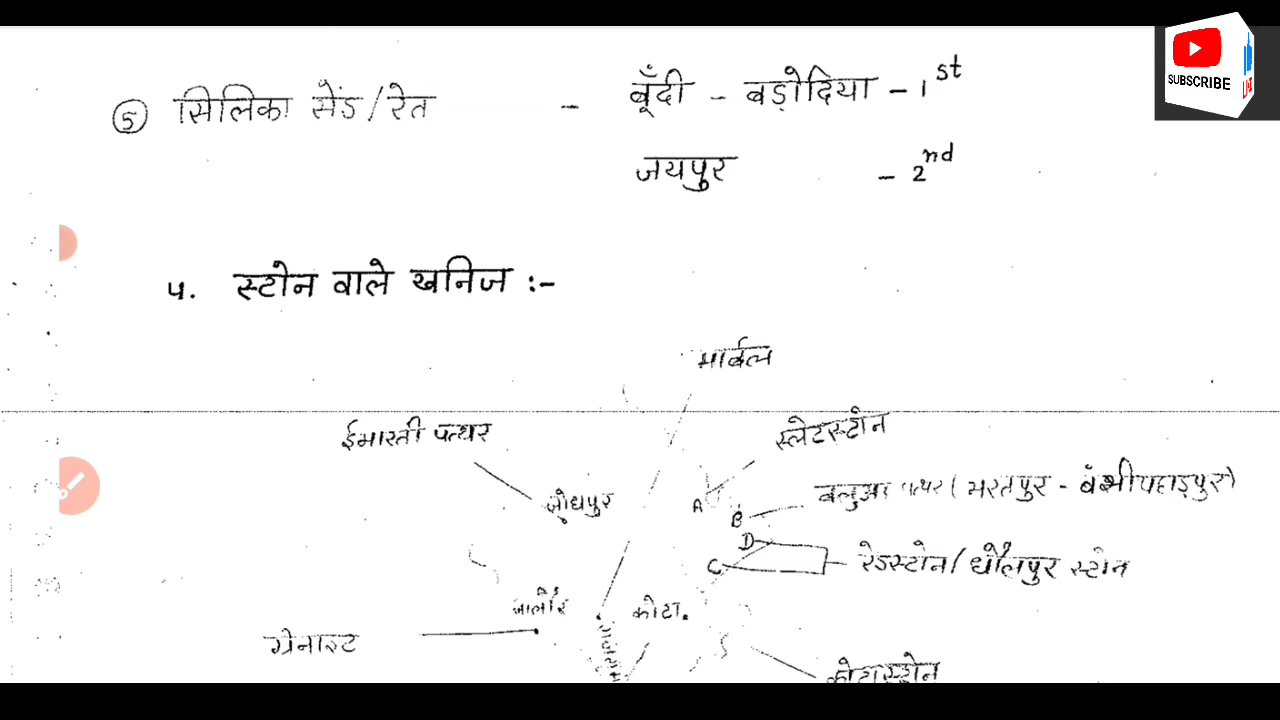 SUBSCRIBE
LIVE
⑤ सिलिका सेंड/रेत - बूँदी - बड़ोदिया - 1st
जयपुर - 2nd
५. स्टोन वाले खनिज :-
मार्बल
ईमारती पत्थर
स्लेटस्टोन
जोधपुर
A
B
बलुआ पत्थर (भरतपुर - बंशीपहाड़पुर)
D
C
रेडस्टोन/धौलपुर स्टोन
जालौर
कोटा
ग्रेनाइट
कोटास्टोन